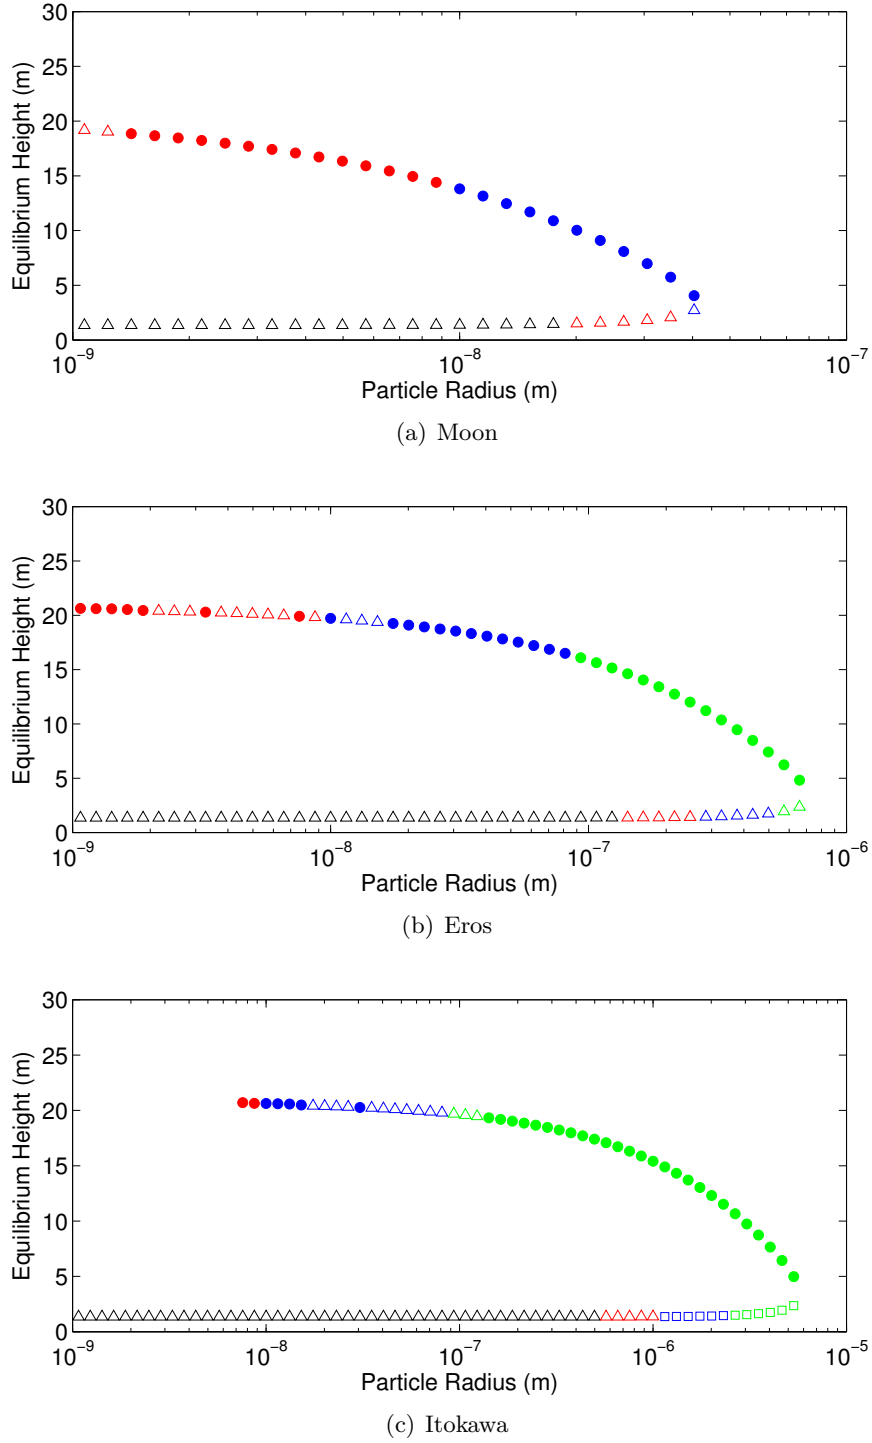 30
25
20
15
10
5
0
Equilibrium Height (m)
10⁻⁹ 10⁻⁸ 10⁻⁷
Particle Radius (m)
(a) Moon
30
25
20
15
10
5
0
Equilibrium Height (m)
10⁻⁹ 10⁻⁸ 10⁻⁷ 10⁻⁶
Particle Radius (m)
(b) Eros
30
25
20
15
10
5
0
Equilibrium Height (m)
10⁻⁹ 10⁻⁸ 10⁻⁷ 10⁻⁶ 10⁻⁵
Particle Radius (m)
(c) Itokawa